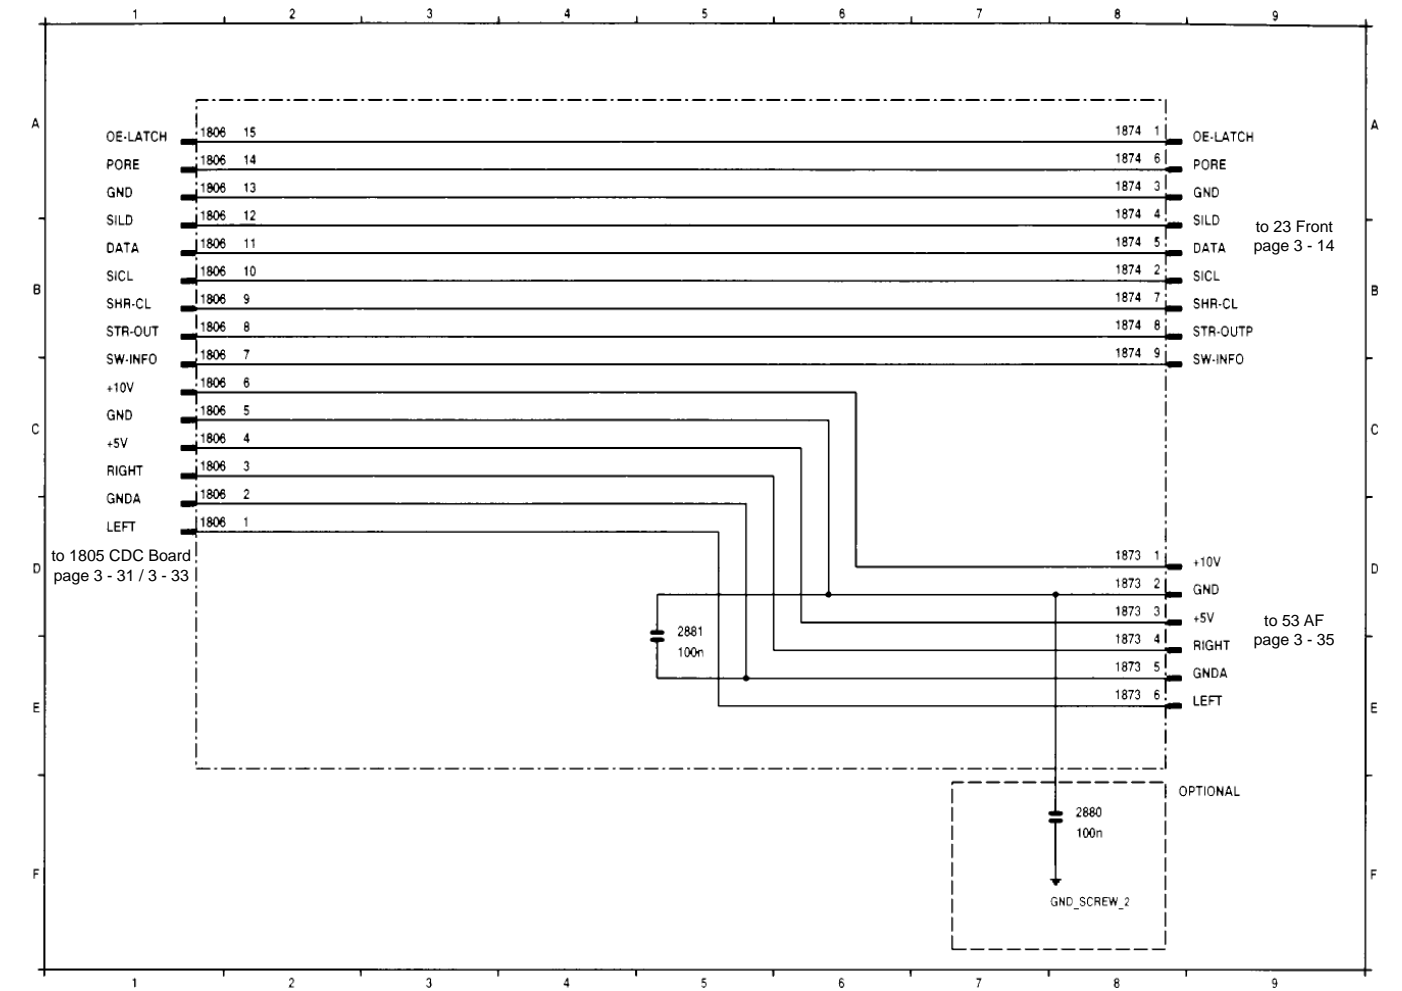 1 2 3 4 5 6 7 8 9
A A
OE-LATCH 1806 15 1874 1 OE-LATCH
PORE 1806 14 1874 6 PORE
GND 1806 13 1874 3 GND
SILD 1806 12 1874 4 SILD
to 23 Front
page 3 - 14
DATA 1806 11 1874 5 DATA
SICL 1806 10 1874 2 SICL
B B
SHR-CL 1806 9 1874 7 SHR-CL
STR-OUT 1806 8 1874 8 STR-OUTP
SW-INFO 1806 7 1874 9 SW-INFO
+10V 1806 6
GND 1806 5
C C
+5V 1806 4
RIGHT 1806 3
GNDA 1806 2
LEFT 1806 1
to 1805 CDC Board
page 3 - 31 / 3 - 33
D D
1873 1 +10V
1873 2 GND
1873 3 +5V
to 53 AF
page 3 - 35
2881
100n
1873 4 RIGHT
1873 5 GNDA
1873 6 LEFT
E E
OPTIONAL
2880
100n
F F
GND_SCREW_2
1 2 3 4 5 6 7 8 9